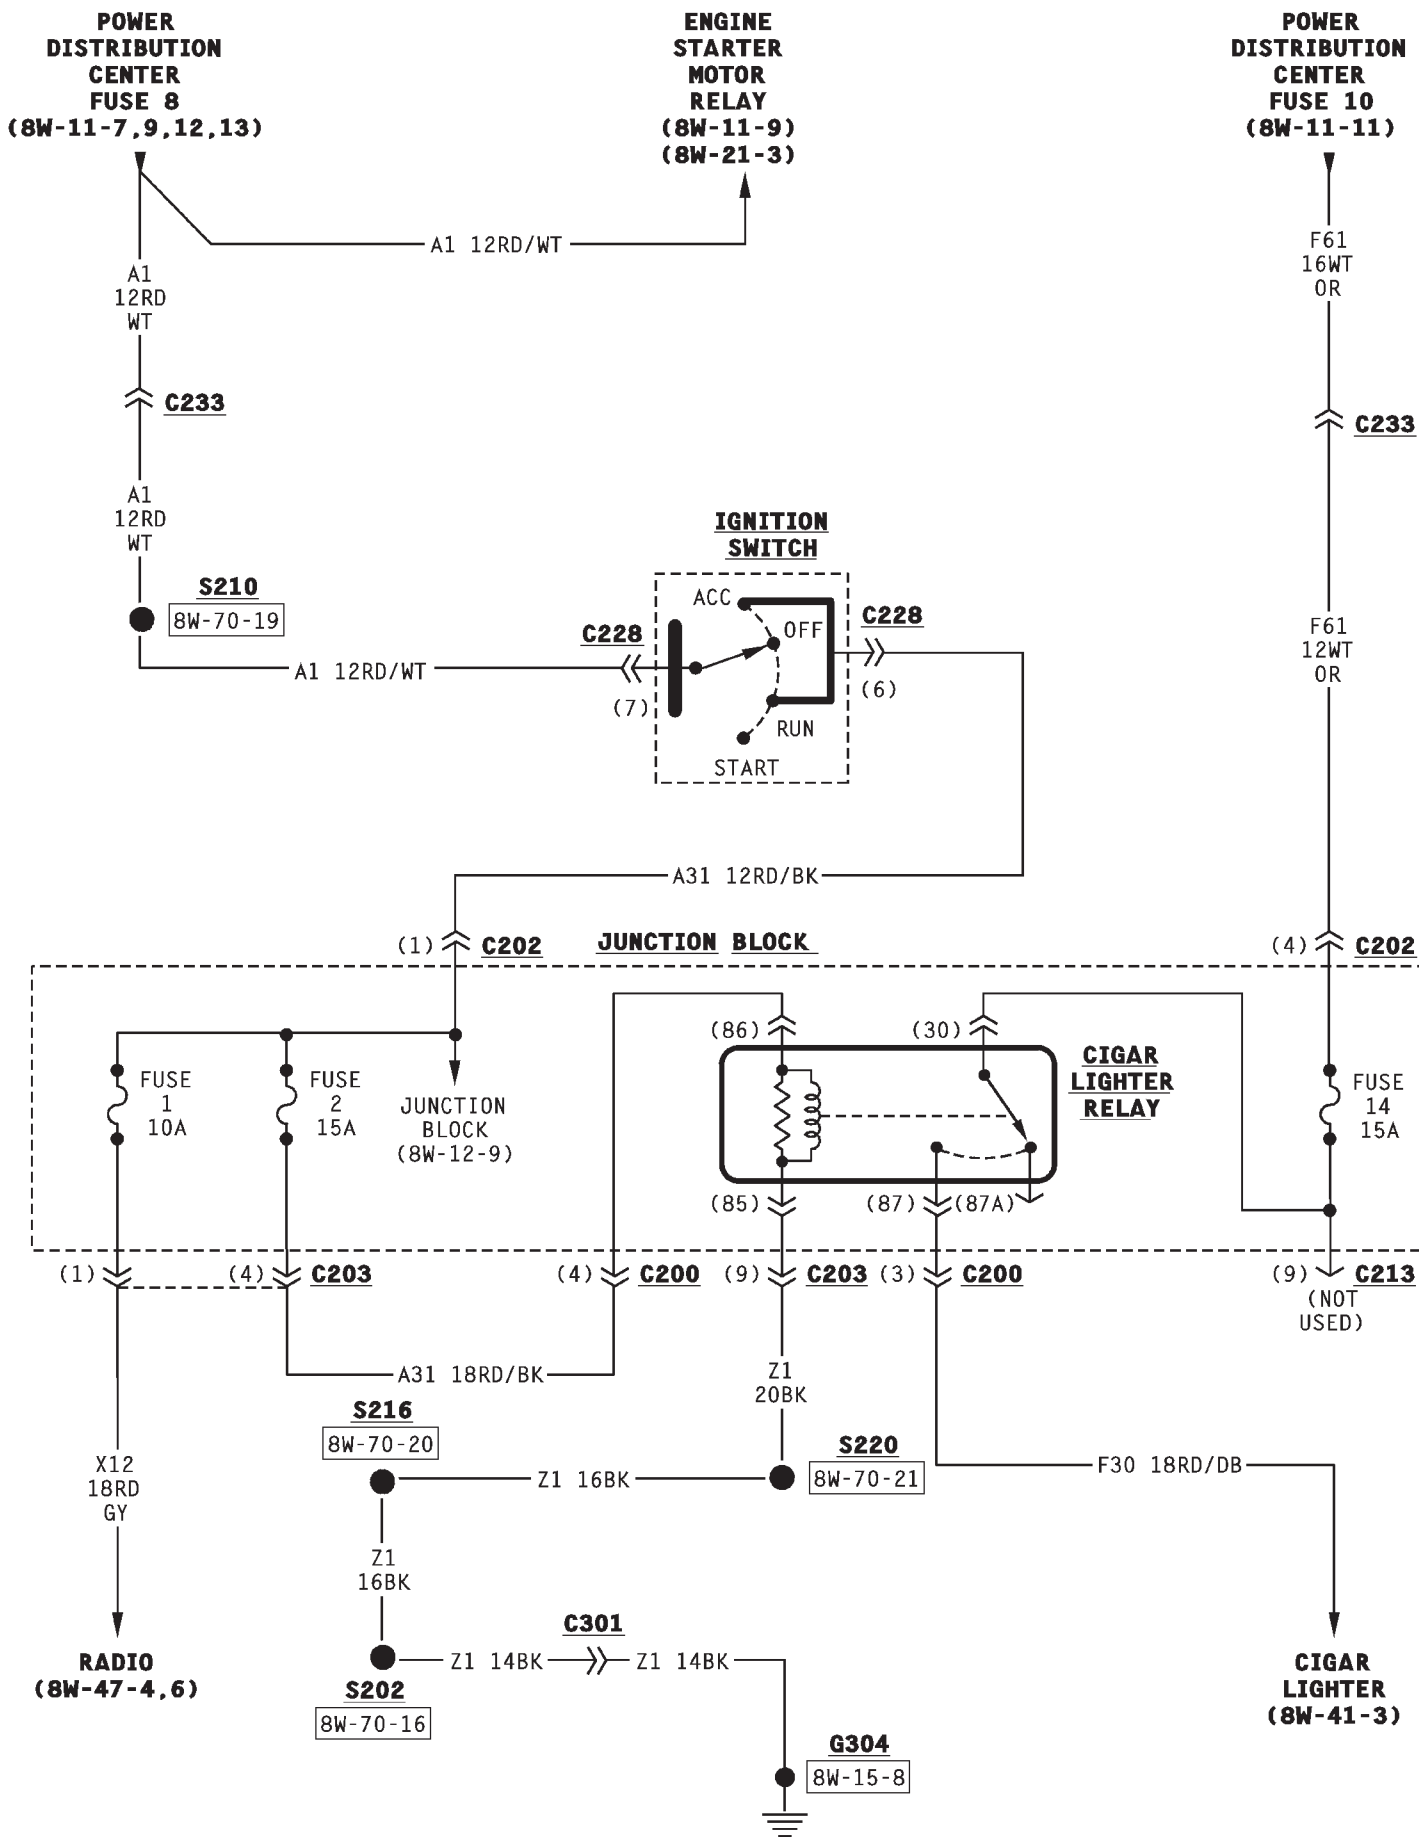 POWER
DISTRIBUTION
CENTER
FUSE 8
(8W-11-7,9,12,13)
ENGINE
STARTER
MOTOR
RELAY
(8W-11-9)
(8W-21-3)
POWER
DISTRIBUTION
CENTER
FUSE 10
(8W-11-11)
A1 12RD/WT
A1
12RD
WT
F61
16WT
OR
C233
C233
A1
12RD
WT
IGNITION
SWITCH
S210
8W-70-19
ACC
OFF
RUN
START
C228
(7)
C228
(6)
A1 12RD/WT
F61
12WT
OR
A31 12RD/BK
(1)
C202
JUNCTION BLOCK
(4)
C202
FUSE
1
10A
FUSE
2
15A
JUNCTION
BLOCK
(8W-12-9)
(86)
(30)
CIGAR
LIGHTER
RELAY
FUSE
14
15A
(85)
(87)
(87A)
(1)
(4)
C203
(4)
C200
(9)
C203
(3)
C200
(9)
C213
(NOT
USED)
A31 18RD/BK
Z1
20BK
S216
8W-70-20
Z1 16BK
S220
8W-70-21
F30 18RD/DB
X12
18RD
GY
Z1
16BK
C301
Z1 14BK
Z1 14BK
S202
8W-70-16
RADIO
(8W-47-4,6)
CIGAR
LIGHTER
(8W-41-3)
G304
8W-15-8